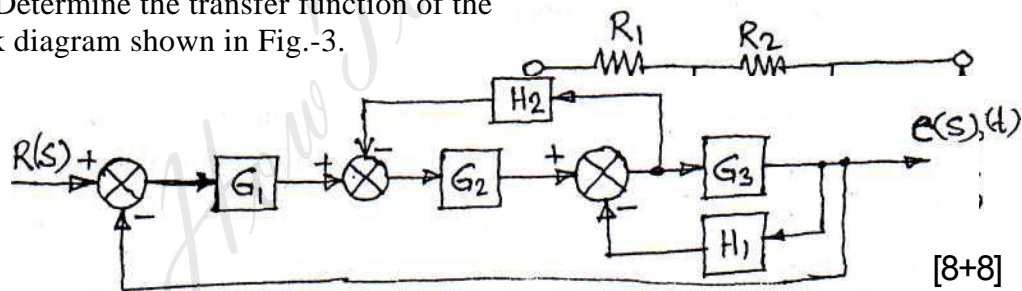 Determine the transfer function of the
k diagram shown in Fig.-3.
R1 R2
H2
R(S) + + - + C(S),(t)
G1 G2 G3
- -
H1
[8+8]